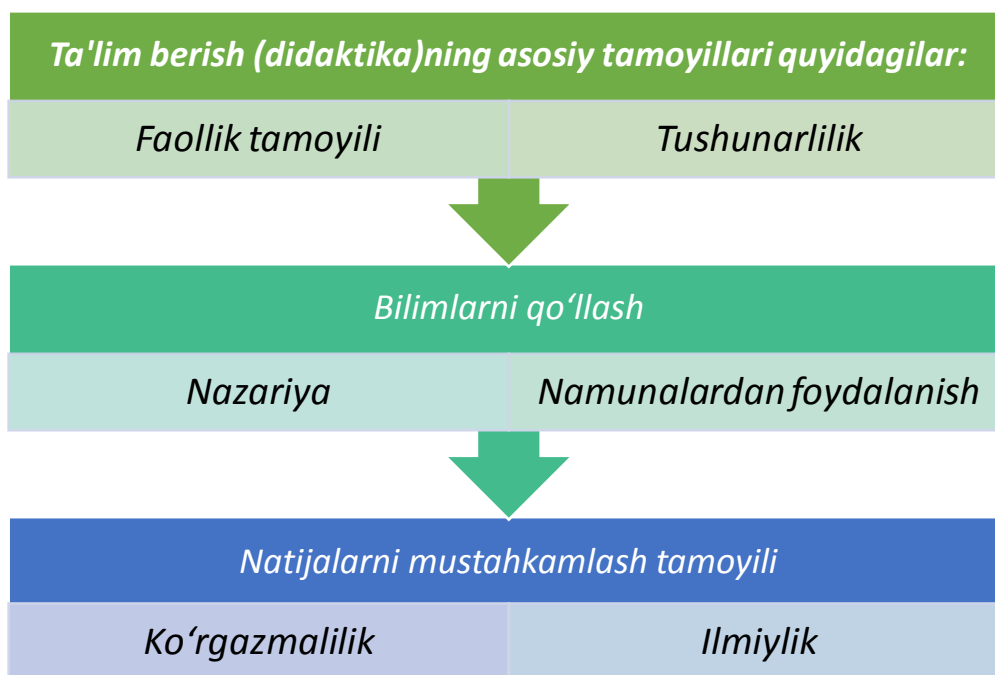 Ta'lim berish (didaktika)ning asosiy tamoyillari quyidagilar:
Faollik tamoyili
Tushunarlilik
Bilimlarni qo‘llash
Nazariya
Namunalardan foydalanish
Natijalarni mustahkamlash tamoyili
Ko‘rgazmalilik
Ilmiylik